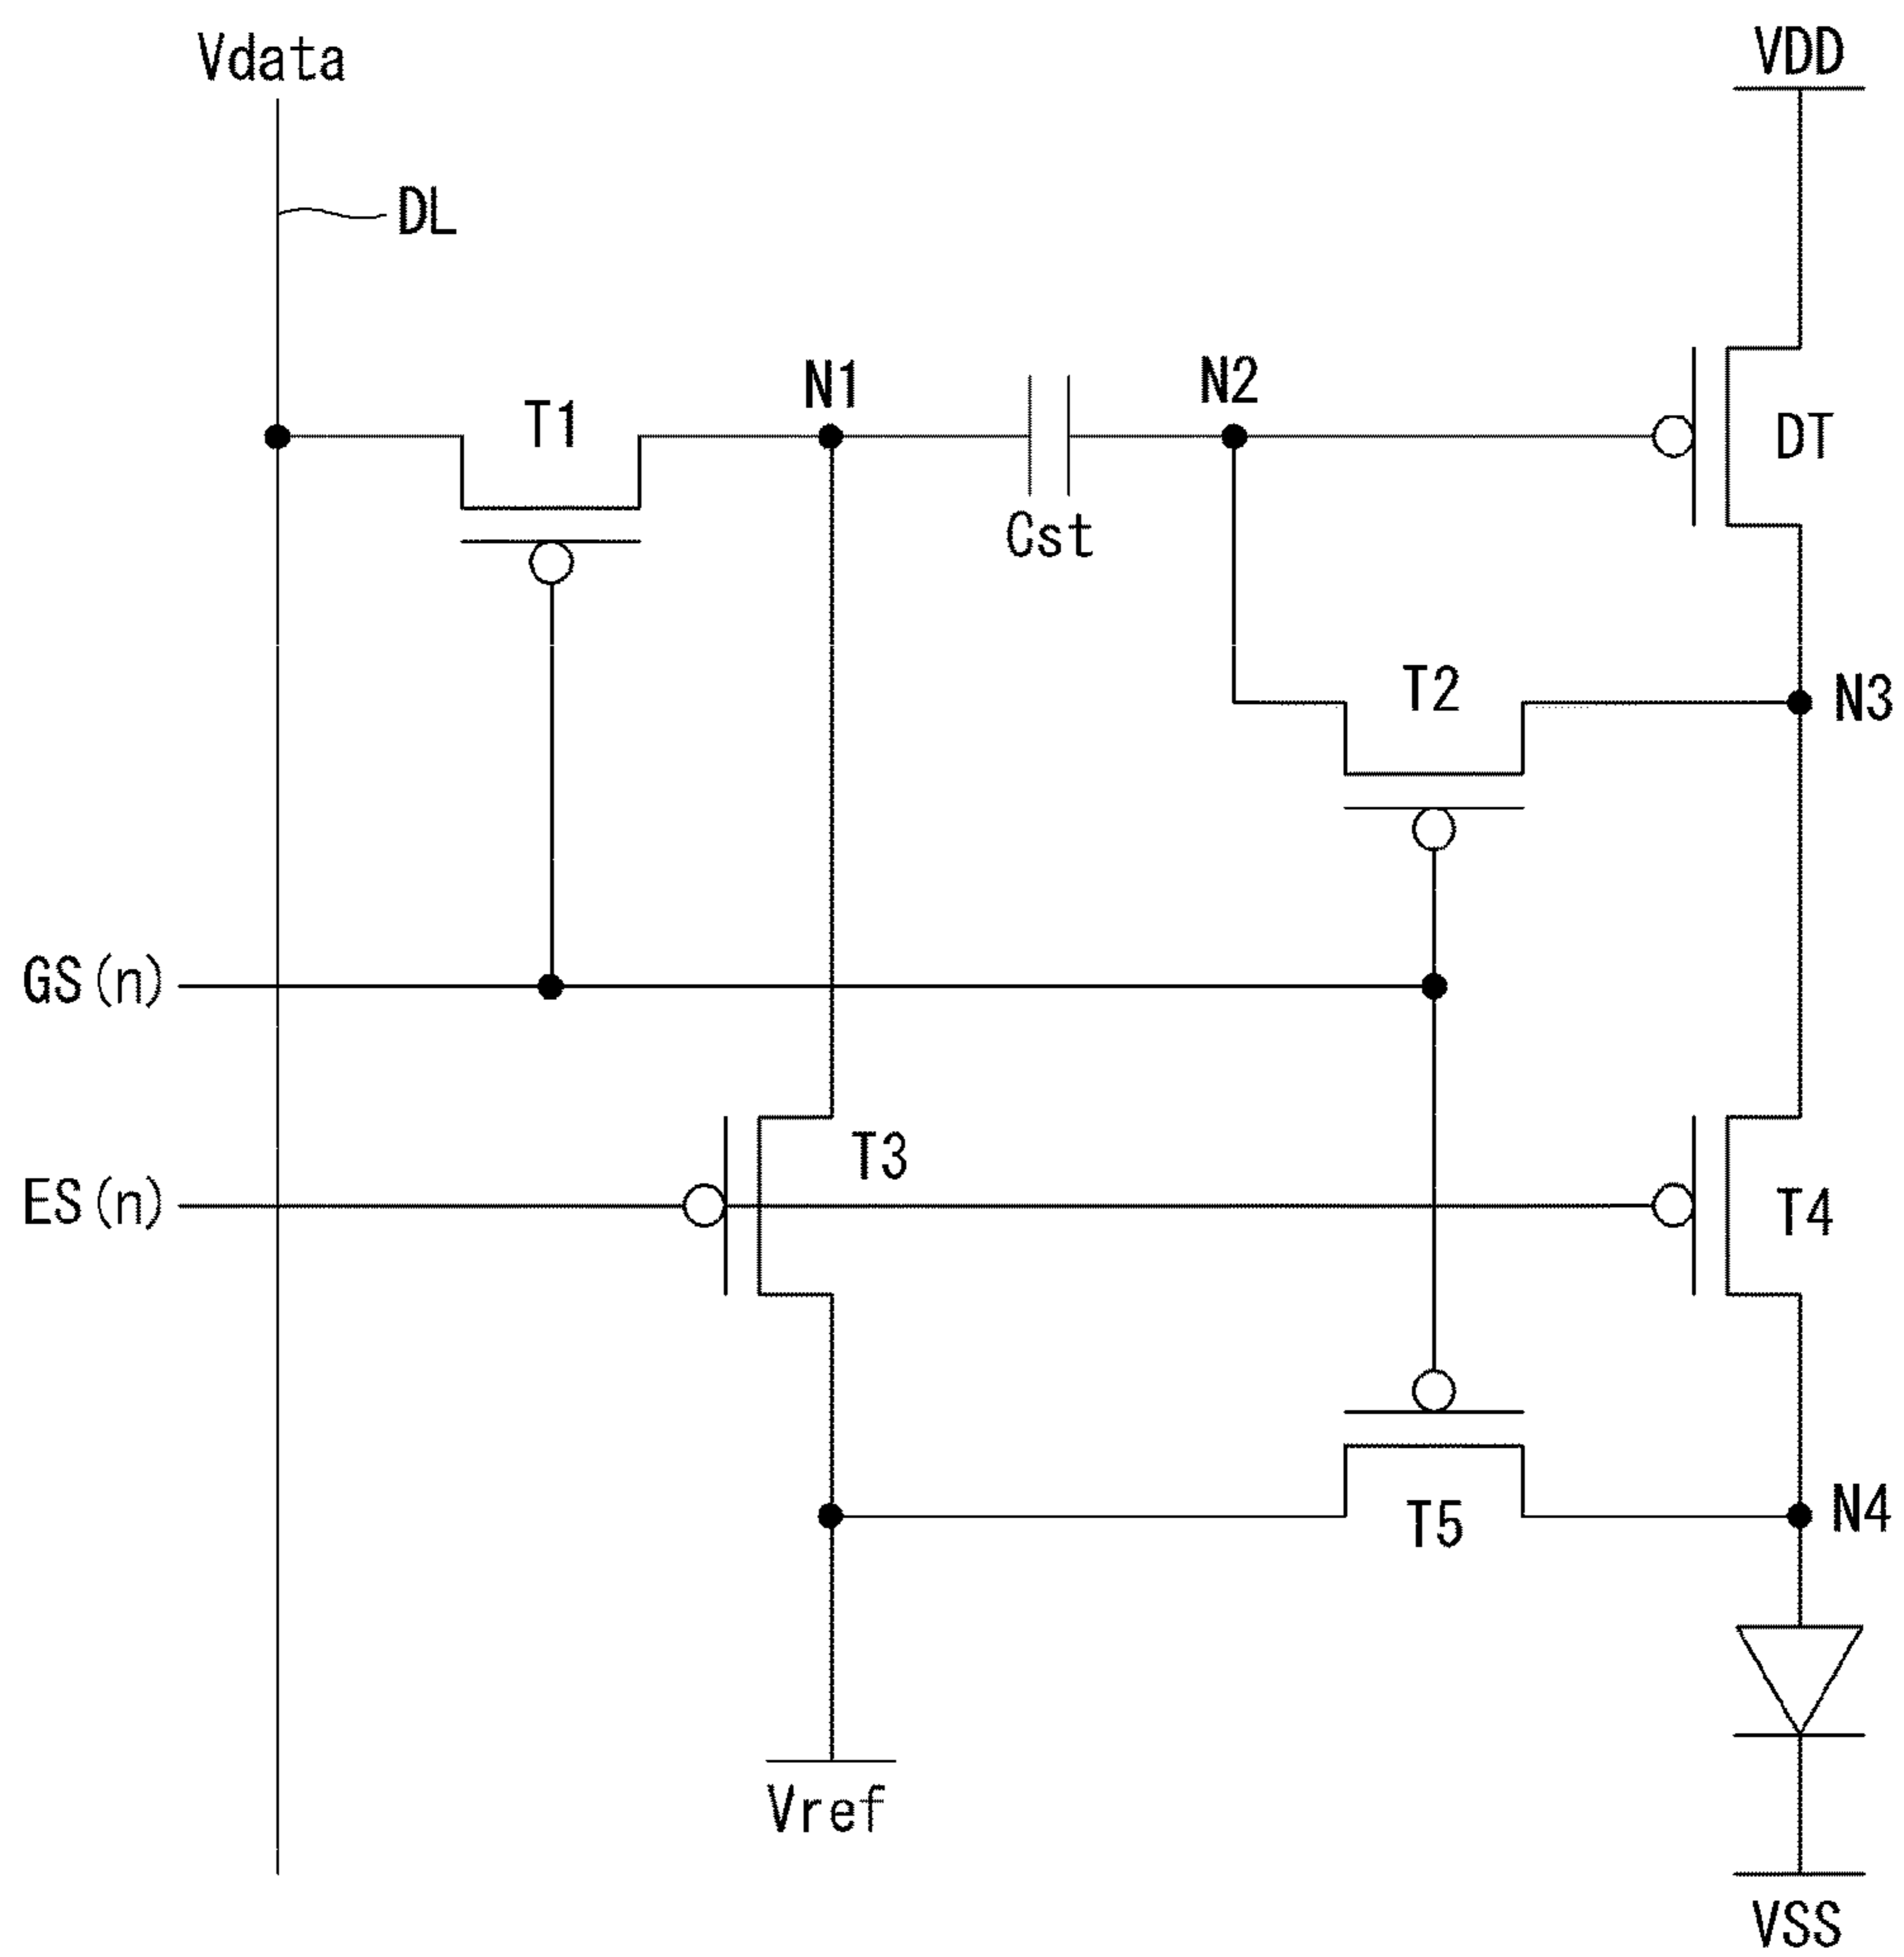 Vdata
VDD
DL
N1
N2
T1
DT
Cst
T2
N3
GS(n)
T3
ES(n)
T4
N4
T5
Vref
VSS